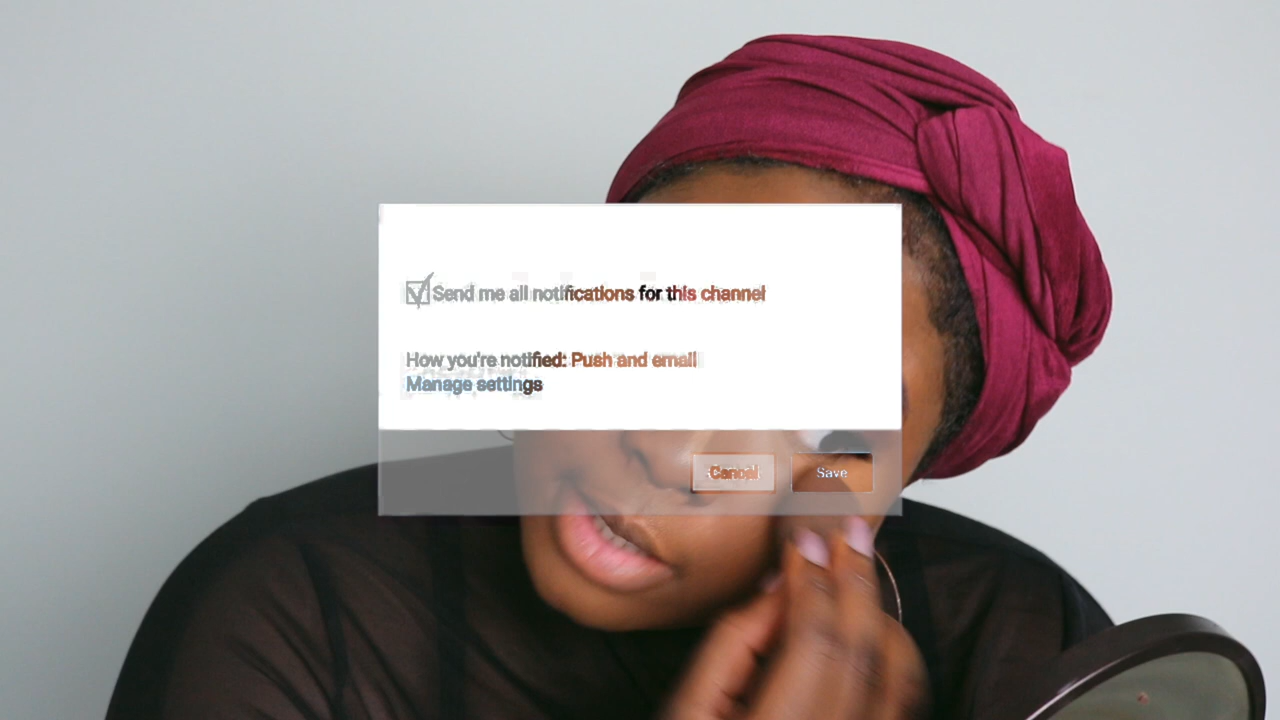 Send me all notifications for this channel
How you're notified: Push and email
Manage settings
Cancel
Save